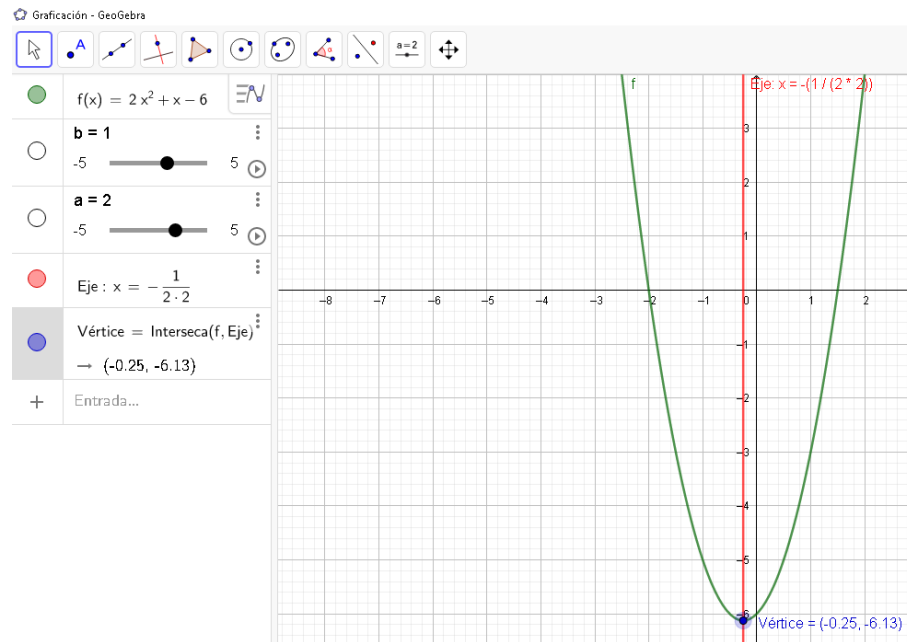 Graficación - GeoGebra
A
α
a=2
f(x) = 2 x² + x − 6
b = 1
-5
5
a = 2
-5
5
Eje : x = − 1 / (2 · 2)
Vértice = Interseca(f, Eje)
→ (-0.25, -6.13)
+ Entrada...
f
Eje: x = -(1 / (2 * 2))
3
2
1
−8 −7 −6 −5 −4 −3 −2 −1 0 1 2
−1
−2
−3
−4
−5
−6
Vértice = (-0.25, -6.13)